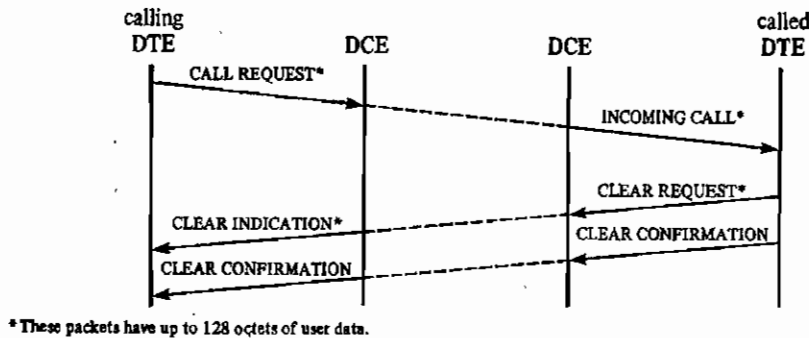 calling
DTE
DCE
DCE
called
DTE
CALL REQUEST*
INCOMING CALL*
CLEAR REQUEST*
CLEAR INDICATION*
CLEAR CONFIRMATION
CLEAR CONFIRMATION
* These packets have up to 128 octets of user data.